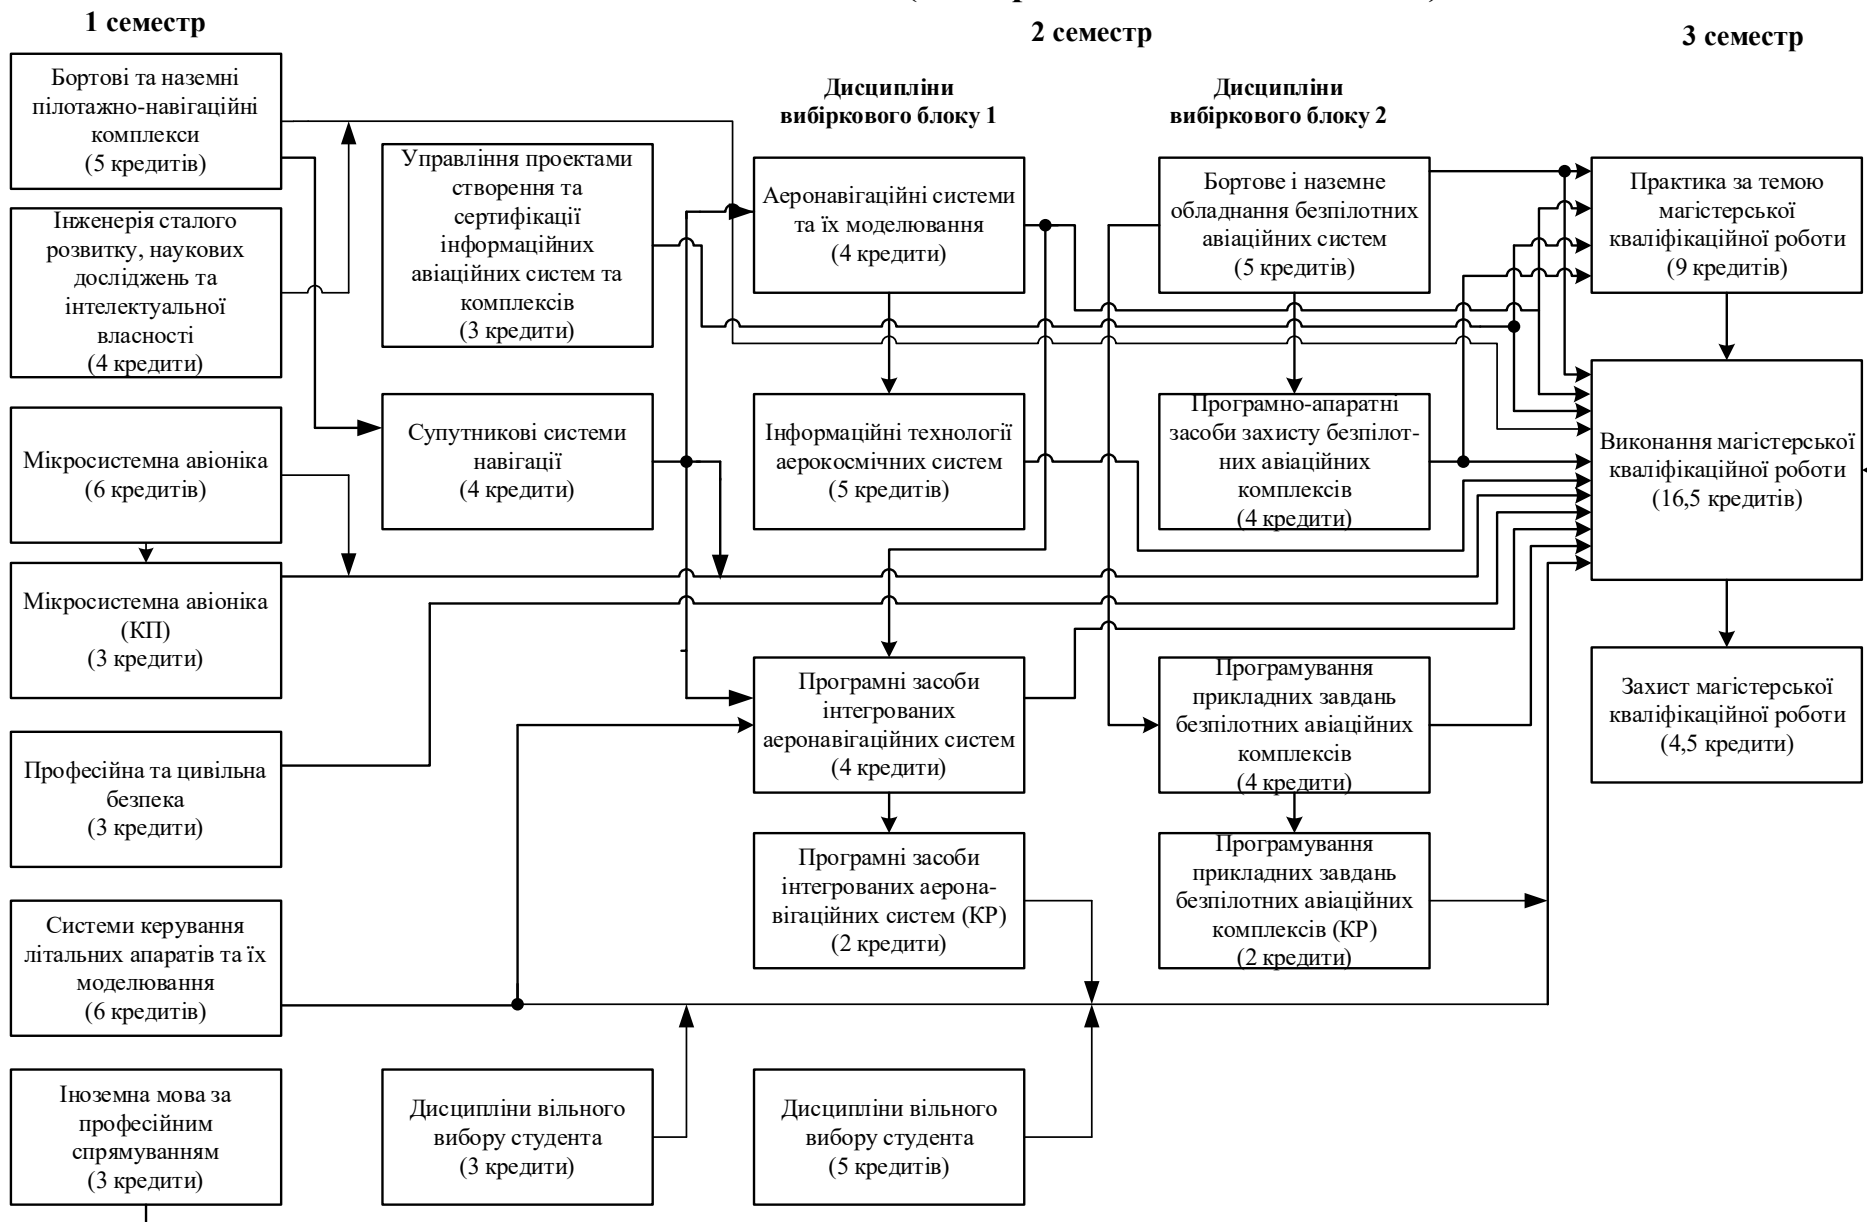 1 семестр
2 семестр
3 семестр
Дисципліни
вибіркового блоку 1
Дисципліни
вибіркового блоку 2
Бортові та наземні
пілотажно-навігаційні
комплекси
(5 кредитів)
Інженерія сталого
розвитку, наукових
досліджень та
інтелектуальної
власності
(4 кредити)
Мікросистемна авіоніка
(6 кредитів)
Мікросистемна авіоніка
(КП)
(3 кредити)
Професійна та цивільна
безпека
(3 кредити)
Системи керування
літальних апаратів та їх
моделювання
(6 кредитів)
Іноземна мова за
професійним
спрямуванням
(3 кредити)
Управління проектами
створення та
сертифікації
інформаційних
авіаційних систем та
комплексів
(3 кредити)
Супутникові системи
навігації
(4 кредити)
Дисципліни вільного
вибору студента
(3 кредити)
Аеронавігаційні системи
та їх моделювання
(4 кредити)
Інформаційні технології
аерокосмічних систем
(5 кредитів)
Програмні засоби
інтегрованих
аеронавігаційних систем
(4 кредити)
Програмні засоби
інтегрованих аерона-
вігаційних систем (КР)
(2 кредити)
Дисципліни вільного
вибору студента
(5 кредитів)
Бортове і наземне
обладнання безпілотних
авіаційних систем
(5 кредитів)
Програмно-апаратні
засоби захисту безпілот-
них авіаційних
комплексів
(4 кредити)
Програмування
прикладних завдань
безпілотних авіаційних
комплексів
(4 кредити)
Програмування
прикладних завдань
безпілотних авіаційних
комплексів (КР)
(2 кредити)
Практика за темою
магістерської
кваліфікаційної роботи
(9 кредитів)
Виконання магістерської
кваліфікаційної роботи
(16,5 кредитів)
Захист магістерської
кваліфікаційної роботи
(4,5 кредити)